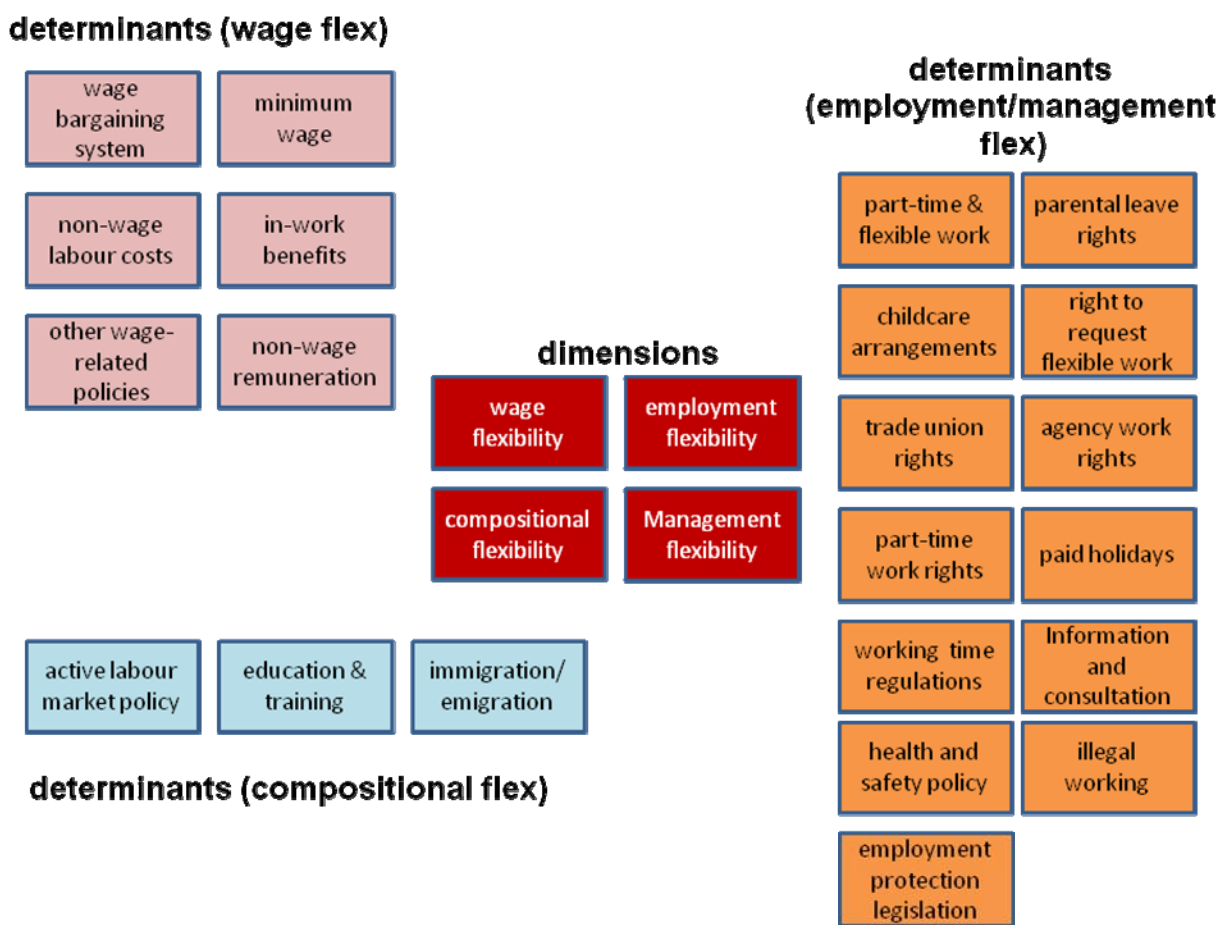 determinants (wage flex)
wage
bargaining
system
minimum
wage
non-wage
labour costs
in-work
benefits
other wage-
related
policies
non-wage
remuneration
dimensions
wage
flexibility
employment
flexibility
compositional
flexibility
Management
flexibility
active labour
market policy
education &
training
immigration/
emigration
determinants (compositional flex)
determinants
(employment/management
flex)
part-time &
flexible work
parental leave
rights
childcare
arrangements
right to
request
flexible work
trade union
rights
agency work
rights
part-time
work rights
paid holidays
working time
regulations
Information
and
consultation
health and
safety policy
illegal
working
employment
protection
legislation